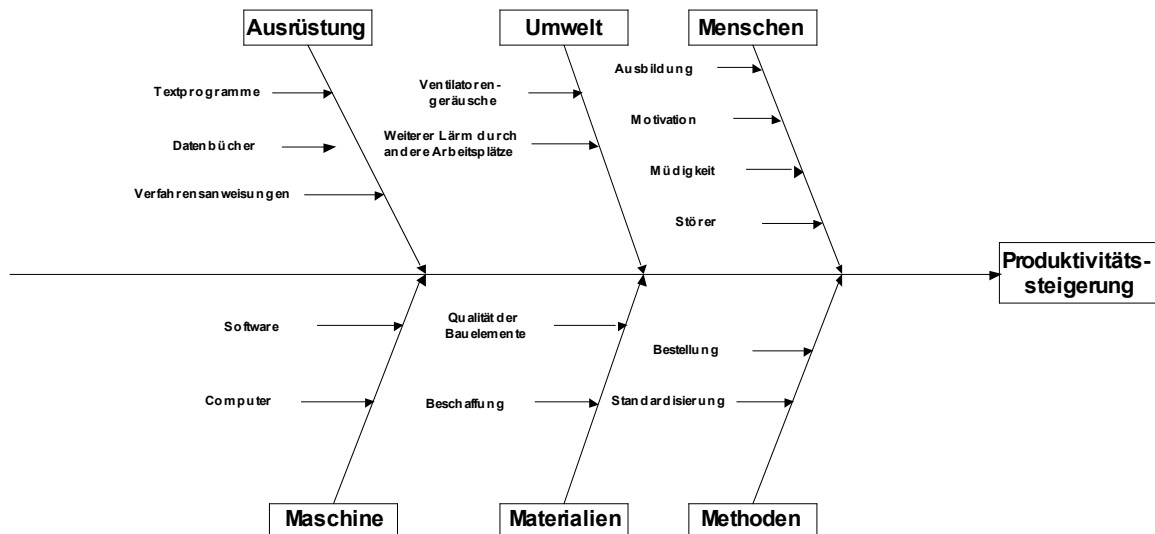 Ausrüstung
Umwelt
Menschen
Textprogramme
Datenbücher
Verfahrensanweisungen
Ventilatoren-
geräusche
Weiterer Lärm durch
andere Arbeitsplätze
Ausbildung
Motivation
Müdigkeit
Störer
Produktivitäts-
steigerung
Software
Computer
Qualität der
Bauelemente
Beschaffung
Bestellung
Standardisierung
Maschine
Materialien
Methoden